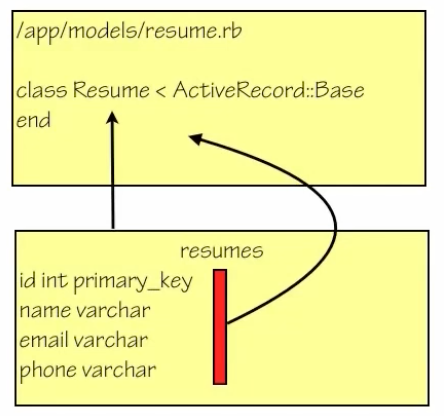 /app/models/resume.rb
class Resume < ActiveRecord::Base
end
resumes
id int primary_key
name varchar
email varchar
phone varchar